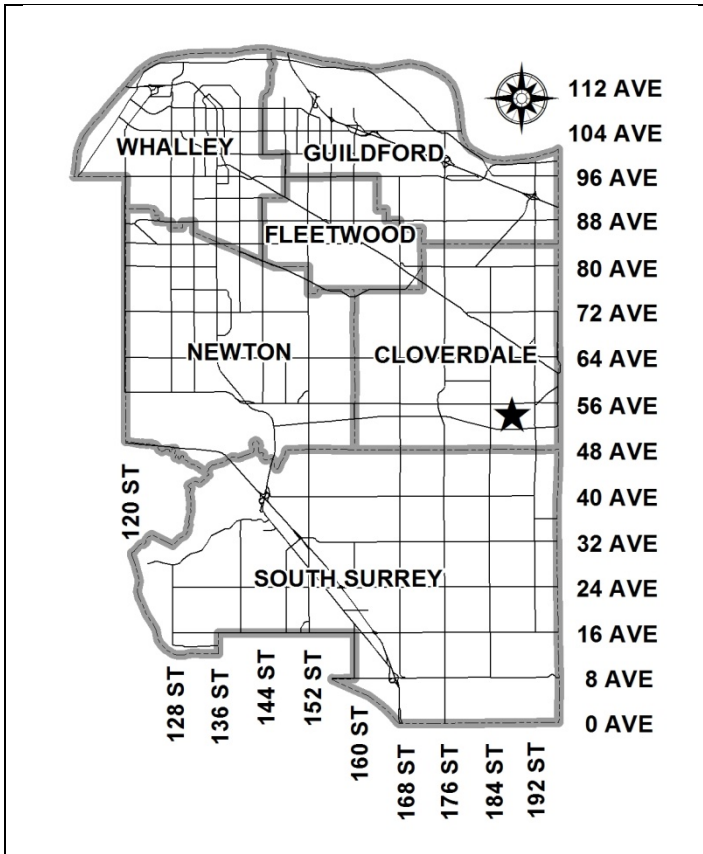 112 AVE
104 AVE
WHALLEY
GUILDFORD
96 AVE
88 AVE
FLEETWOOD
80 AVE
72 AVE
NEWTON
CLOVERDALE
64 AVE
56 AVE
48 AVE
120 ST
40 AVE
32 AVE
SOUTH SURREY
24 AVE
16 AVE
8 AVE
0 AVE
128 ST
136 ST
144 ST
152 ST
160 ST
168 ST
176 ST
184 ST
192 ST